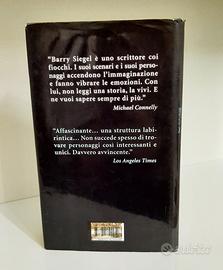 "Barry Siegel è uno scrittore coi
fiocchi. I suoi scenari e i suoi perso-
naggi accendono l'immaginazione
e fanno vibrare le emozioni. Con
lui, non leggi una storia, la vivi. E
ne vuoi sapere sempre di più."
Michael Connelly
"Affascinante... una struttura labi-
rintica... Non succede spesso di tro-
vare personaggi così interessanti e
unici. Davvero avvincente."
Los Angeles Times
subito